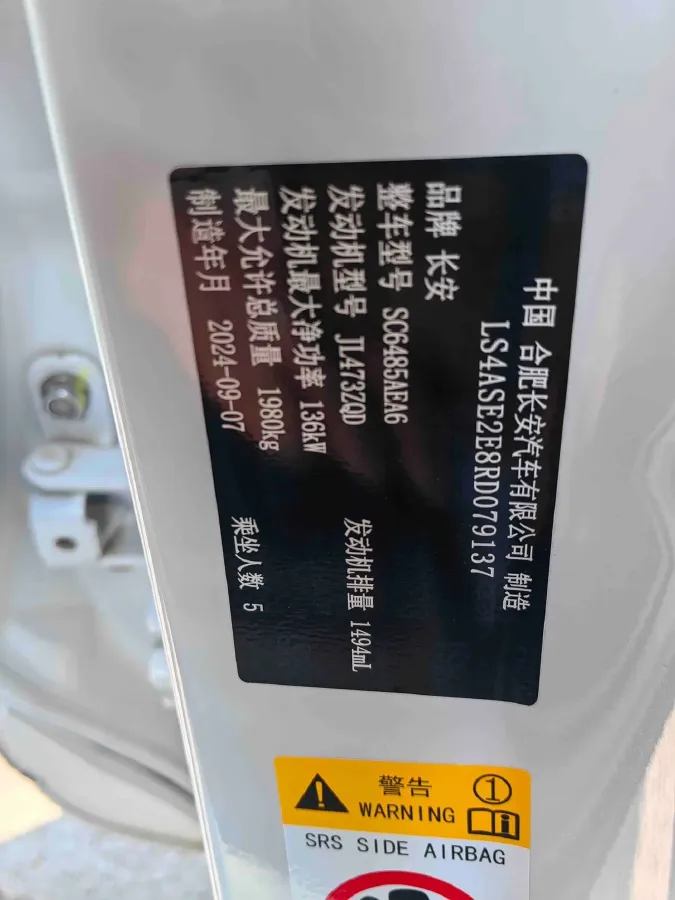 中国 合肥长安汽车有限公司 制造
LS4ASE2E8RD079137
品牌 长安
整车型号 SC6485AEA6
发动机型号 JL473ZQD 发动机排量 1494mL
发动机最大净功率 136kW
最大允许总质量 1980kg 乘坐人数 5
制造年月 2024-09-07
警告 1
WARNING i
SRS SIDE AIRBAG